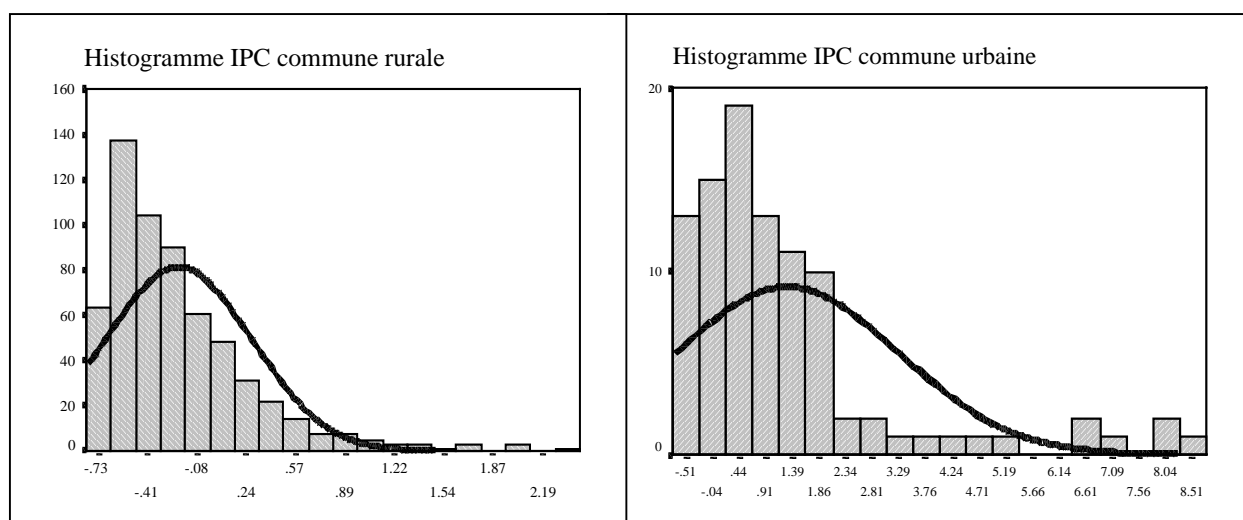 Histogramme IPC commune rurale
160
140
120
100
80
60
40
20
0
-.73 -.08 .57 1.22 1.87
-.41 .24 .89 1.54 2.19
Histogramme IPC commune urbaine
20
10
0
-.51 .44 1.39 2.34 3.29 4.24 5.19 6.14 7.09 8.04
-.04 .91 1.86 2.81 3.76 4.71 5.66 6.61 7.56 8.51